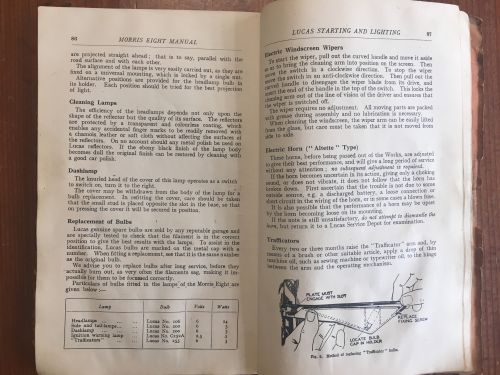 86
MORRIS EIGHT MANUAL
are projected straight ahead; that is to say, parallel with the
road surface and with each other.
The alignment of the lamps is very easily carried out, as they are
fixed on a universal mounting, which is locked by a single nut.
Alternative positions are provided for the headlamp bulb in
its holder. Each position should be tried for the best projection
of light.
Cleaning Lamps
The efficiency of the headlamps depends not only upon the
shape of the reflector but the quality of its surface. The reflectors
are protected by a transparent and colourless coating, which
enables any accidental finger marks to be readily removed with
a chamois leather or soft cloth without affecting the surfaces of
the reflectors. On no account should any metal polish be used on
Lucas reflectors. If the ebony black finish of the lamp body
becomes dull the original finish can be restored by cleaning with
a good car polish.
Dashlamp
The knurled head of the cover of this lamp operates as a switch
to switch on, turn it to the right.
The cover may be withdrawn from the body of the lamp for a
bulb replacement. In refitting the cover, care should be taken
that the small stud is placed opposite the slot in the base, so that
on pressing the cover it will be secured in position.
Replacement of Bulbs
Lucas genuine spare bulbs are sold by any reputable garage and
are specially tested to check that the filament is in the correct
position to give the best results with the lamps. To assist in the
identification, Lucas bulbs are marked on the metal cap with a
number. When fitting a replacement, see that it is the same number
as the original bulb.
We advise you to replace bulbs after long service, before they
actually burn out, as very often the filaments sag, making it im-
possible for them to be focused correctly.
Particulars of bulbs fitted in the lamps of the Morris Eight are
given below:—
Lamp Bulb Volts Watts
Headlamps Lucas No. 6
Side and tail-lamps Lucas No. 200 6 3
Dashlamp Lucas No. 200 6 3
Ignition warning lamp Lucas No.
"Trafficators" Lucas No. 255 6 3
LUCAS STARTING AND LIGHTING
87
Electric Windscreen Wipers
To start the wiper, pull out the curved handle and move it aside
so as to bring the cleaning arm into position on the screen. Then
move the switch in a clockwise direction. To stop the wiper
move the switch in an anti-clockwise direction. Then pull out the
curved handle to disengage the wiper blade from its drive, and
push the end of the handle in the top of the switch. This locks the
cleaning arm out of the line of vision of the driver and ensures that
the wiper is switched off.
The wiper requires no adjustment. All moving parts are packed
with grease during assembly and no lubrication is necessary.
When cleaning the windscreen, the wiper arm can be easily lifted
from the glass, but care must be taken that it is not moved from
side to side.
Electric Horn ("Altette" Type)
These horns, before being passed out of the Works, are adjusted
to give their best performance, and will give a long period of service
without any attention; no subsequent adjustment is required.
If the horn becomes uncertain in its action, giving only a choking
sound, or does not vibrate, it does not follow that the horn has
broken down. First ascertain that the trouble is not due to some
outside source, e.g. a discharged battery, a loose connection or
short circuit in the wiring of the horn, or in some cases a blown fuse.
It is also possible that the performance of a horn may be upset
by the horn becoming loose on its mounting.
If the note is still unsatisfactory, do not attempt to dismantle the
horn, but return it to a Lucas Service Depot for examination.
Trafficators
Every two or three months raise the "Trafficator" arm and, by
means of a brush or other suitable article, apply a drop of thin
machine oil, such as sewing machine or typewriter oil, to the hinge
between the arm and the operating mechanism.
PLATE MUST
ENGAGE WITH SLOT
REPLACE
FIXING SCREW
LOCATE BULB
CAP IN HOLDER
Method of replacing "Trafficator" bulbs.